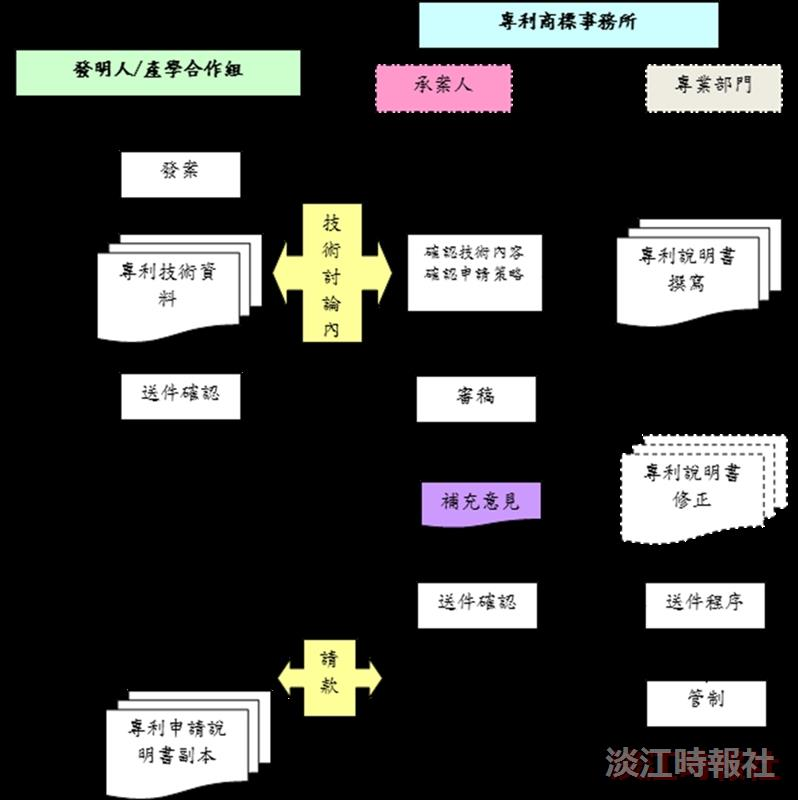 專利商標事務所
發明人/產學合作組
承案人
專業部門
發案
技
術
討
論
內
專利技術資
料
確認技術內容
確認申請策略
專利說明書
撰寫
送件確認
審稿
專利說明書
修正
補充意見
送件確認
送件程序
請
款
管制
專利申請說
明書副本
淡江時報社